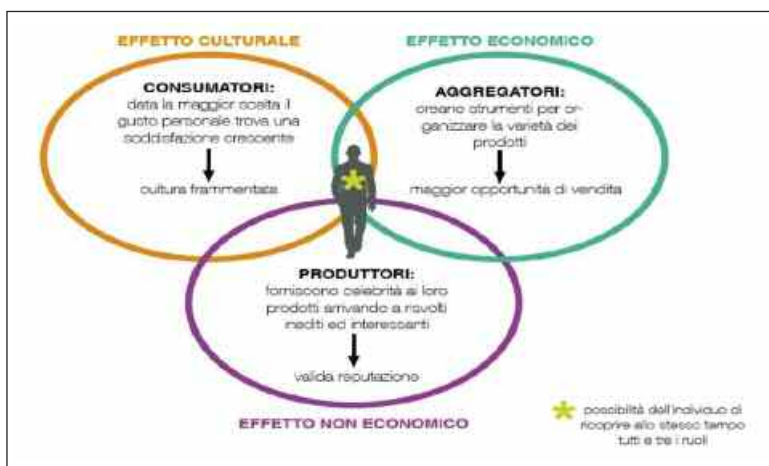 EFFETTO CULTURALE
EFFETTO ECONOMICO
CONSUMATORI:
data la maggior scelta il
gusto personale trova una
soddisfazione crescente
cultura frammentata
AGGREGATORI:
creano strumenti per or-
ganizzare la varietà dei
prodotti
maggior opportunità di vendita
PRODUTTORI:
forniscono celebrità ai loro
prodotti arrivando a risvolti
inediti ed interessanti
valida reputazione
EFFETTO NON ECONOMICO
possibilità dell'individuo di
ricoprire allo stesso tempo
tutti e tre i ruoli